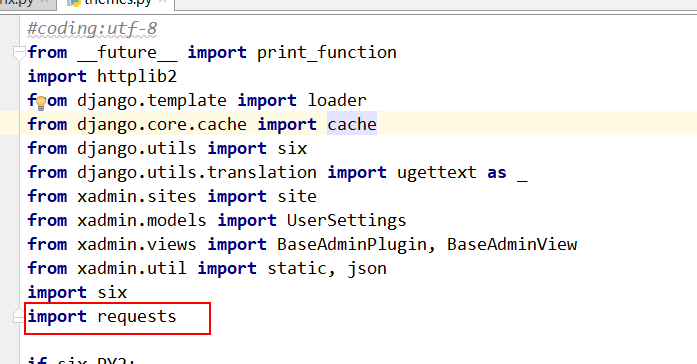 themes.py
#coding:utf-8
from __future__ import print_function
import httplib2
from django.template import loader
from django.core.cache import cache
from django.utils import six
from django.utils.translation import ugettext as _
from xadmin.sites import site
from xadmin.models import UserSettings
from xadmin.views import BaseAdminPlugin, BaseAdminView
from xadmin.util import static, json
import six
import requests
if six.PY2: